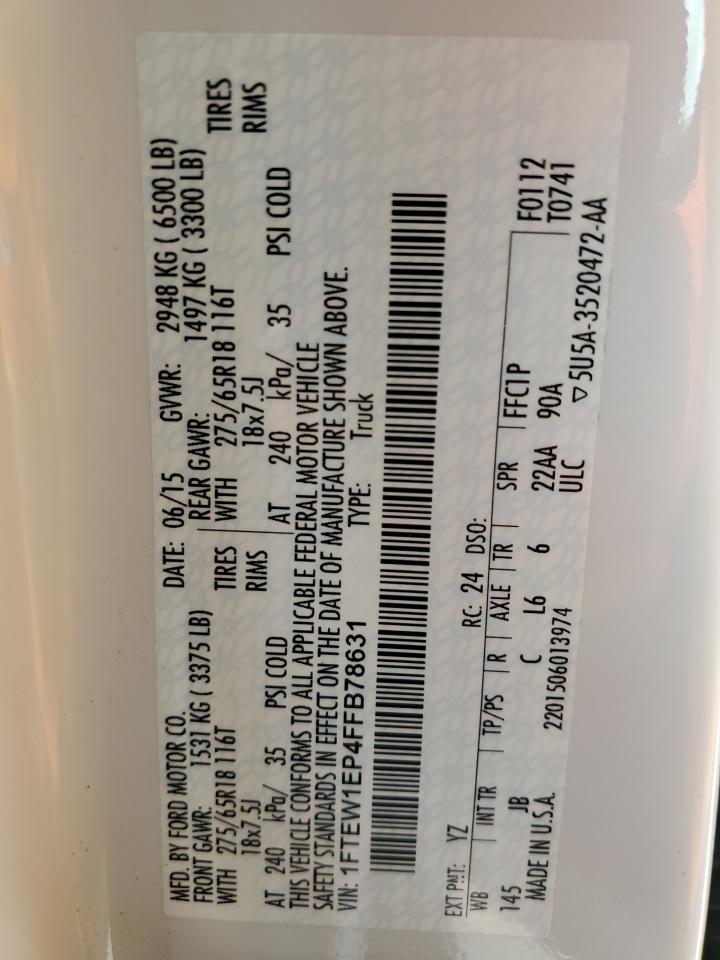 MFD. BY FORD MOTOR CO.
DATE: 06/15 GVWR: 2948 KG ( 6500 LB)
FRONT GAWR: 1531 KG ( 3375 LB) REAR GAWR: 1497 KG ( 3300 LB)
WITH 275/65R18 116T TIRES WITH 275/65R18 116T TIRES
18x7.5J RIMS 18x7.5J RIMS
AT 240 kPa/ 35 PSI COLD AT 240 kPa/ 35 PSI COLD
THIS VEHICLE CONFORMS TO ALL APPLICABLE FEDERAL MOTOR VEHICLE
SAFETY STANDARDS IN EFFECT ON THE DATE OF MANUFACTURE SHOWN ABOVE.
VIN: 1FTEW1EP4FFB78631 TYPE: Truck
EXT PNT: YZ RC: 24 DSO:
WB INT TR TP/PS R AXLE TR SPR FFC1P F0112
145 JB C L6 6 22AA 90A T0741
MADE IN U.S.A. 2201506013974 ULC ▽5U5A-3520472-AA